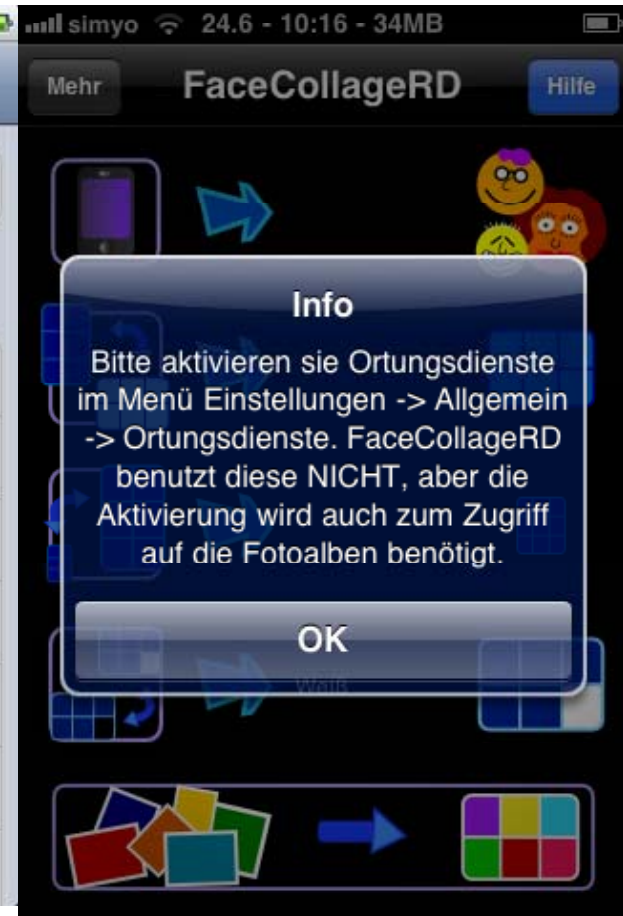 simyo 24.6 - 10:16 - 34MB
Mehr FaceCollageRD Hilfe
Info
Bitte aktivieren sie Ortungsdienste
im Menü Einstellungen -> Allgemein
-> Ortungsdienste. FaceCollageRD
benutzt diese NICHT, aber die
Aktivierung wird auch zum Zugriff
auf die Fotoalben benötigt.
OK
Weiß